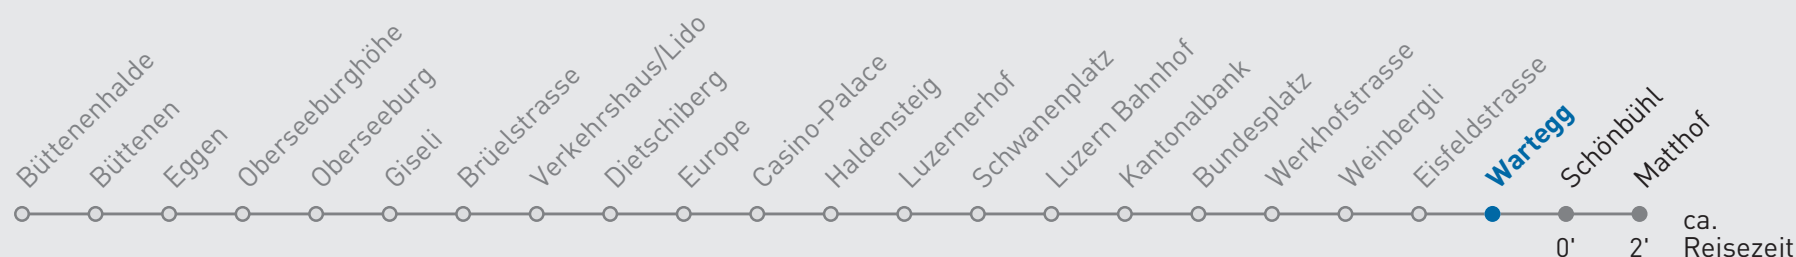 Büttenenhalde
Büttenen
Eggen
Oberseeburghöhe
Oberseeburg
Giseli
Brüelstrasse
Verkehrshaus/Lido
Dietschiberg
Europe
Casino-Palace
Haldensteig
Luzernerhof
Schwanenplatz
Luzern Bahnhof
Kantonalbank
Bundesplatz
Werkhofstrasse
Weinbergli
Eisfeldstrasse
Wartegg
Schönbühl
Matthof
ca.
0' 2' Reisezeit